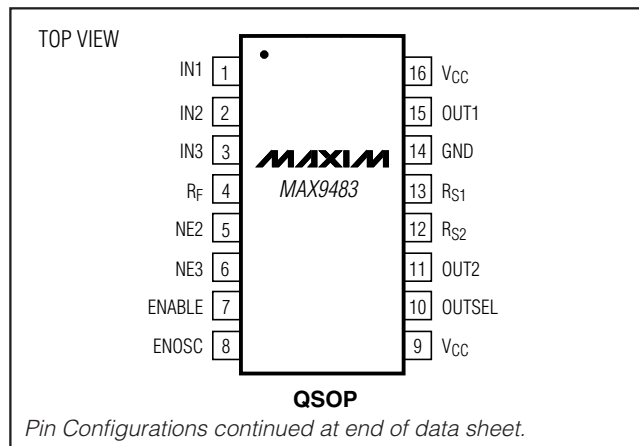 TOP VIEW
IN1 1
IN2 2
IN3 3
RF 4
NE2 5
NE3 6
ENABLE 7
ENOSC 8
MAXIM
MAX9483
16 VCC
15 OUT1
14 GND
13 RS1
12 RS2
11 OUT2
10 OUTSEL
9 VCC
QSOP
Pin Configurations continued at end of data sheet.